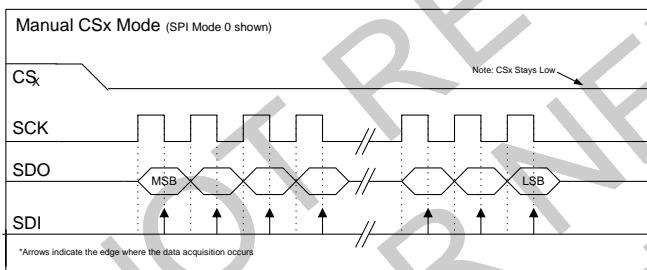 Manual CSx Mode (SPI Mode 0 shown)
CSx
Note: CSx Stays Low
SCK
SDO
MSB
LSB
SDI
*Arrows indicate the edge where the data acquisition occurs